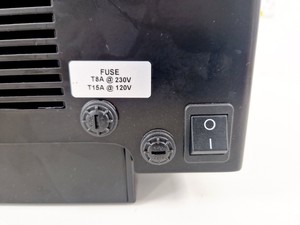 FUSE
T8A @ 230V
T15A @ 120V
O
I